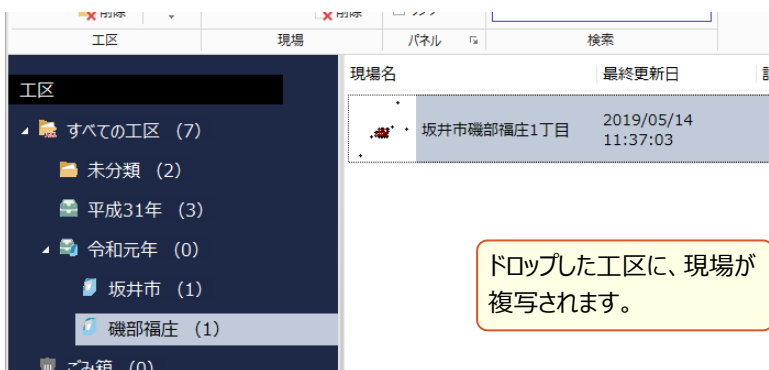 削除
削除
工区 現場 パネル 検索
現場名 最終更新日
工区
すべての工区 (7)
坂井市磯部福庄1丁目 2019/05/14
11:37:03
未分類 (2)
平成31年 (3)
令和元年 (0)
坂井市 (1)
磯部福庄 (1)
ごみ箱 (0)
ドロップした工区に、現場が
複写されます。